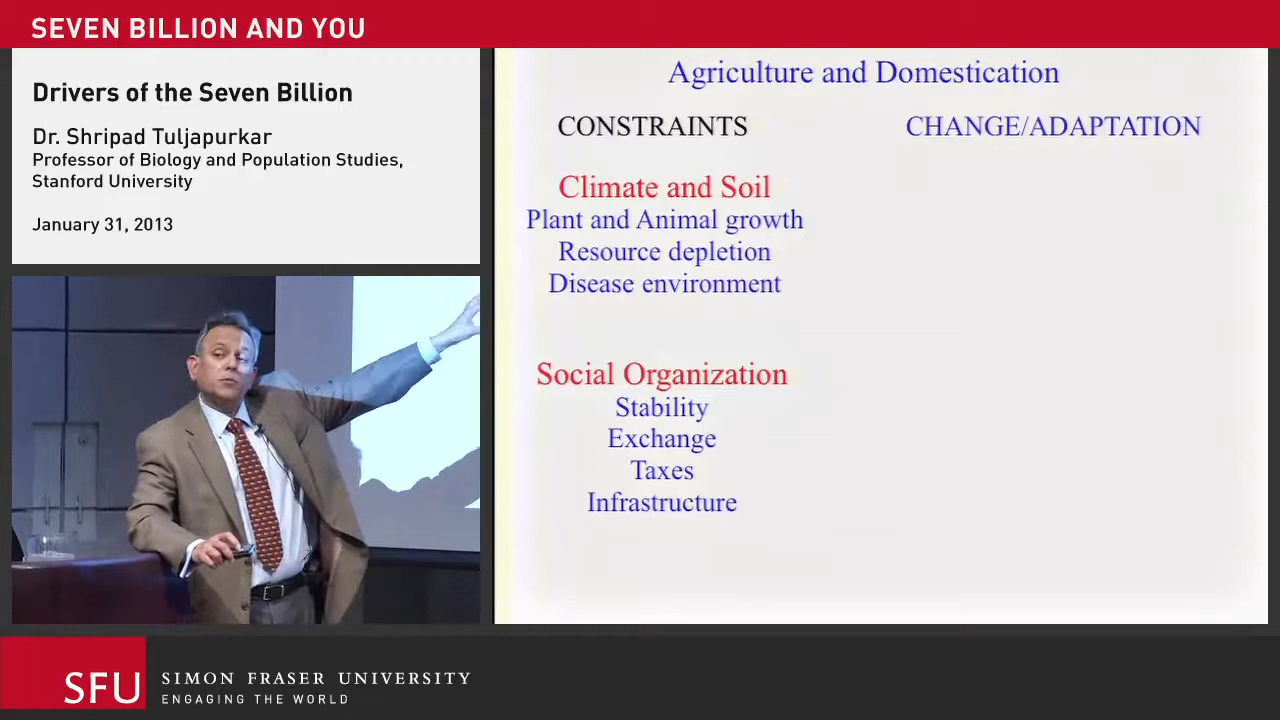 SEVEN BILLION AND YOU
Drivers of the Seven Billion
Dr. Shripad Tuljapurkar
Professor of Biology and Population Studies,
Stanford University
January 31, 2013
Agriculture and Domestication
CONSTRAINTS
CHANGE/ADAPTATION
Climate and Soil
Plant and Animal growth
Resource depletion
Disease environment
Social Organization
Stability
Exchange
Taxes
Infrastructure
SFU
SIMON FRASER UNIVERSITY
ENGAGING THE WORLD